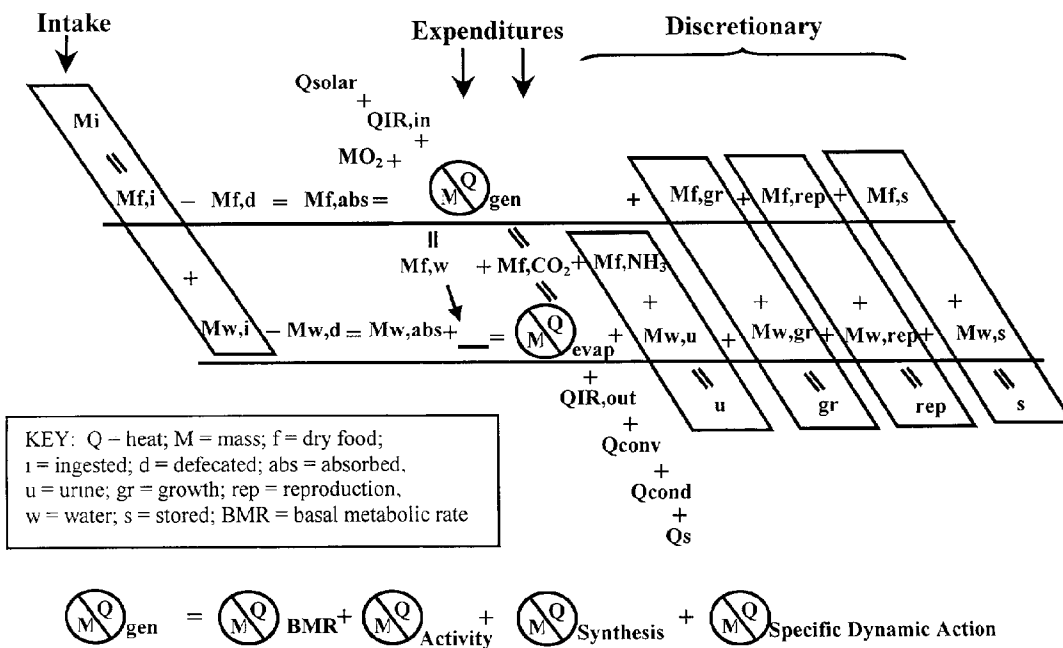 Intake
Expenditures
Discretionary
Qsolar
+
QIR,in
+
MO₂ +
Mi
=
Mf,i − Mf,d = Mf,abs = M Q gen + Mf,gr + Mf,rep + Mf,s
= =
Mf,w + Mf,CO₂ + Mf,NH₃
=
+ + + + +
Mw,i − Mw,d = Mw,abs + = M Q evap + Mw,u + Mw,gr + Mw,rep + Mw,s
+ = = = =
QIR,out u gr rep s
+
Qconv
+
Qcond
+
Qs
KEY: Q – heat; M = mass; f = dry food;
ı = ingested; d = defecated; abs = absorbed,
u = urine; gr = growth; rep = reproduction,
w = water; s = stored; BMR = basal metabolic rate
M Q gen = M Q BMR + M Q Activity + M Q Synthesis + M Q Specific Dynamic Action